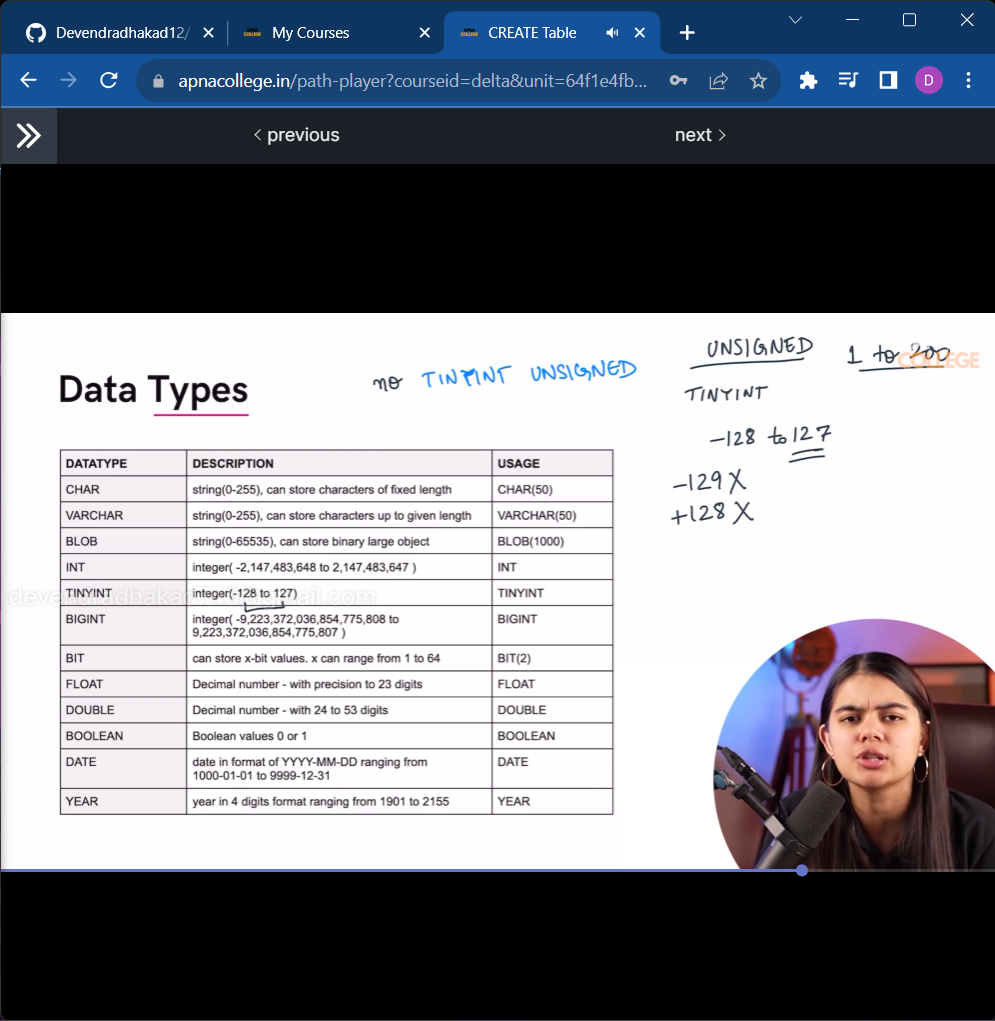 Devendradhakad12/
My Courses
CREATE Table
apnacollege.in/path-player?courseid=delta&unit=64f1e4fb...
D
< previous
next >
UNSIGNED
1 to 200
COLLEGE
Data Types
no TINYINT UNSIGNED
TINYINT
-128 to 127
-129 X
+128 X
DATATYPE DESCRIPTION USAGE
CHAR string(0-255), can store characters of fixed length CHAR(50)
VARCHAR string(0-255), can store characters up to given length VARCHAR(50)
BLOB string(0-65535), can store binary large object BLOB(1000)
INT integer( -2,147,483,648 to 2,147,483,647 ) INT
TINYINT integer(-128 to 127) TINYINT
BIGINT integer( -9,223,372,036,854,775,808 to BIGINT
9,223,372,036,854,775,807 )
BIT can store x-bit values. x can range from 1 to 64 BIT(2)
FLOAT Decimal number - with precision to 23 digits FLOAT
DOUBLE Decimal number - with 24 to 53 digits DOUBLE
BOOLEAN Boolean values 0 or 1 BOOLEAN
DATE date in format of YYYY-MM-DD ranging from DATE
1000-01-01 to 9999-12-31
YEAR year in 4 digits format ranging from 1901 to 2155 YEAR